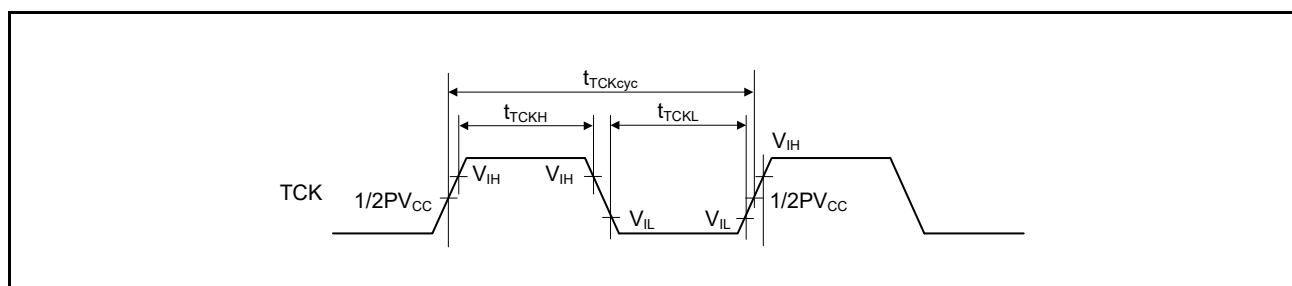 tTCKcyc
tTCKH
tTCKL
VIH
TCK
1/2PVCC
VIH
VIH
VIL
VIL
1/2PVCC